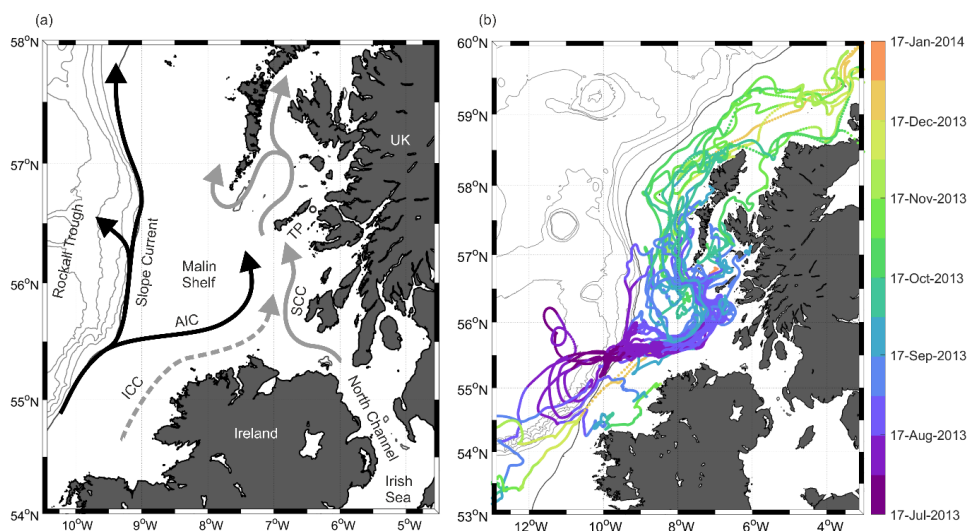 (a)
58°N
57°N
56°N
55°N
54°N
10°W
9°W
8°W
7°W
6°W
5°W
Rockall Trough
Slope Current
Malin
Shelf
AIC
ICC
SCC
TP
UK
Ireland
North Channel
Irish
Sea
(b)
60°N
59°N
58°N
57°N
56°N
55°N
54°N
53°N
12°W
10°W
8°W
6°W
4°W
17-Jan-2014
17-Dec-2013
17-Nov-2013
17-Oct-2013
17-Sep-2013
17-Aug-2013
17-Jul-2013